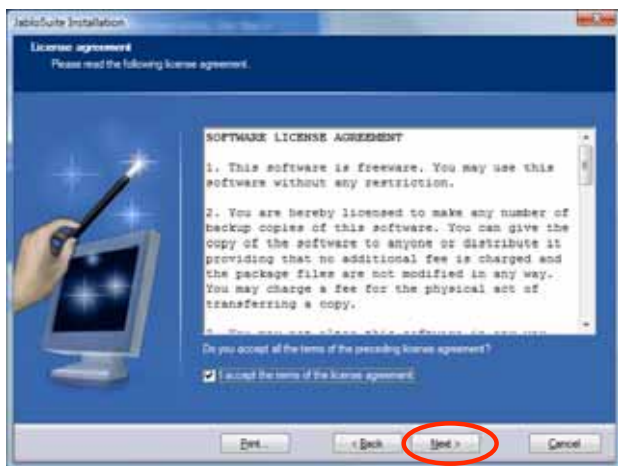 JabloSuite Installation
License agreement
Please read the following license agreement.
SOFTWARE LICENSE AGREEMENT
1. This software is freeware. You may use this
software without any restriction.
2. You are hereby licensed to make any number of
backup copies of this software. You can give the
copy of the software to anyone or distribute it
providing that no additional fee is charged and
the package files are not modified in any way.
You may charge a fee for the physical act of
transferring a copy.
Do you accept all the terms of the preceding license agreement?
I accept the terms of the license agreement
Print...
< Back
Next >
Cancel